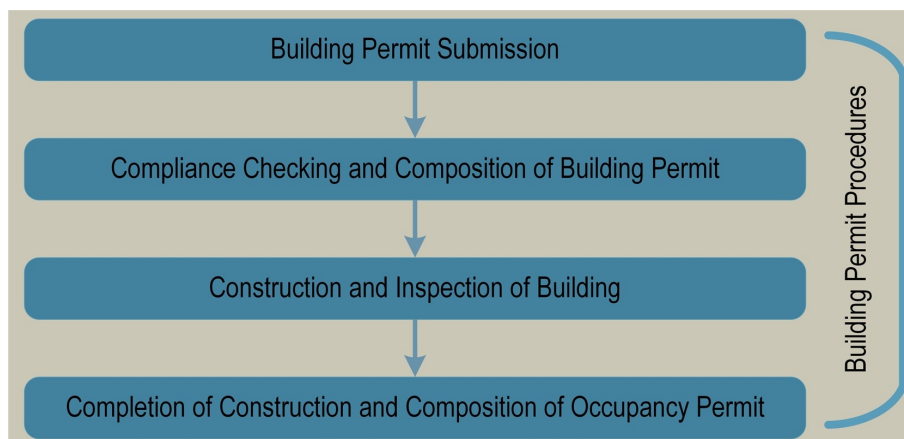 Building Permit Submission
Compliance Checking and Composition of Building Permit
Construction and Inspection of Building
Completion of Construction and Composition of Occupancy Permit
Building Permit Procedures